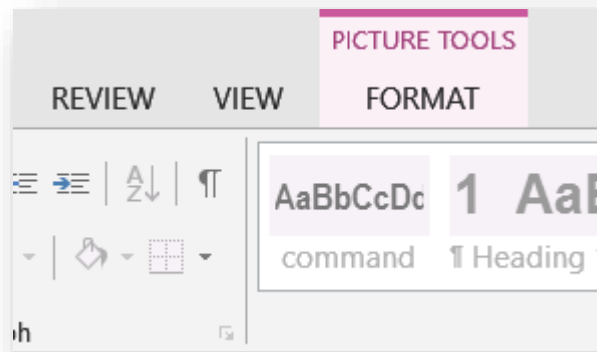 PICTURE TOOLS
REVIEW VIEW FORMAT
A
Z
¶
AaBbCcDc 1 AaB
command ¶ Heading
ph